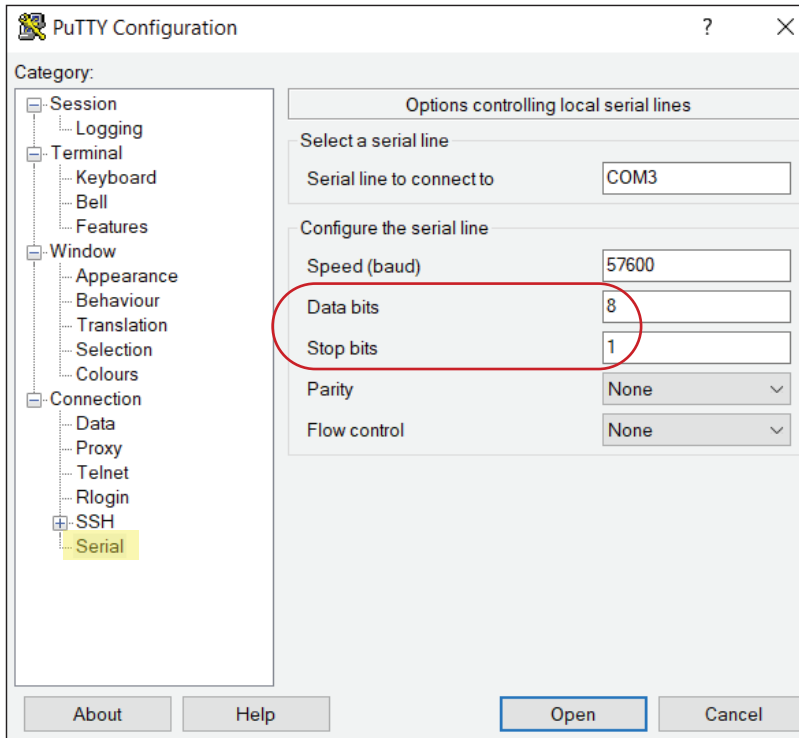 PuTTY Configuration
?
Category:
Session
Logging
Terminal
Keyboard
Bell
Features
Window
Appearance
Behaviour
Translation
Selection
Colours
Connection
Data
Proxy
Telnet
Rlogin
SSH
Serial
Options controlling local serial lines
Select a serial line
Serial line to connect to COM3
Configure the serial line
Speed (baud) 57600
Data bits 8
Stop bits 1
Parity None
Flow control None
About Help Open Cancel